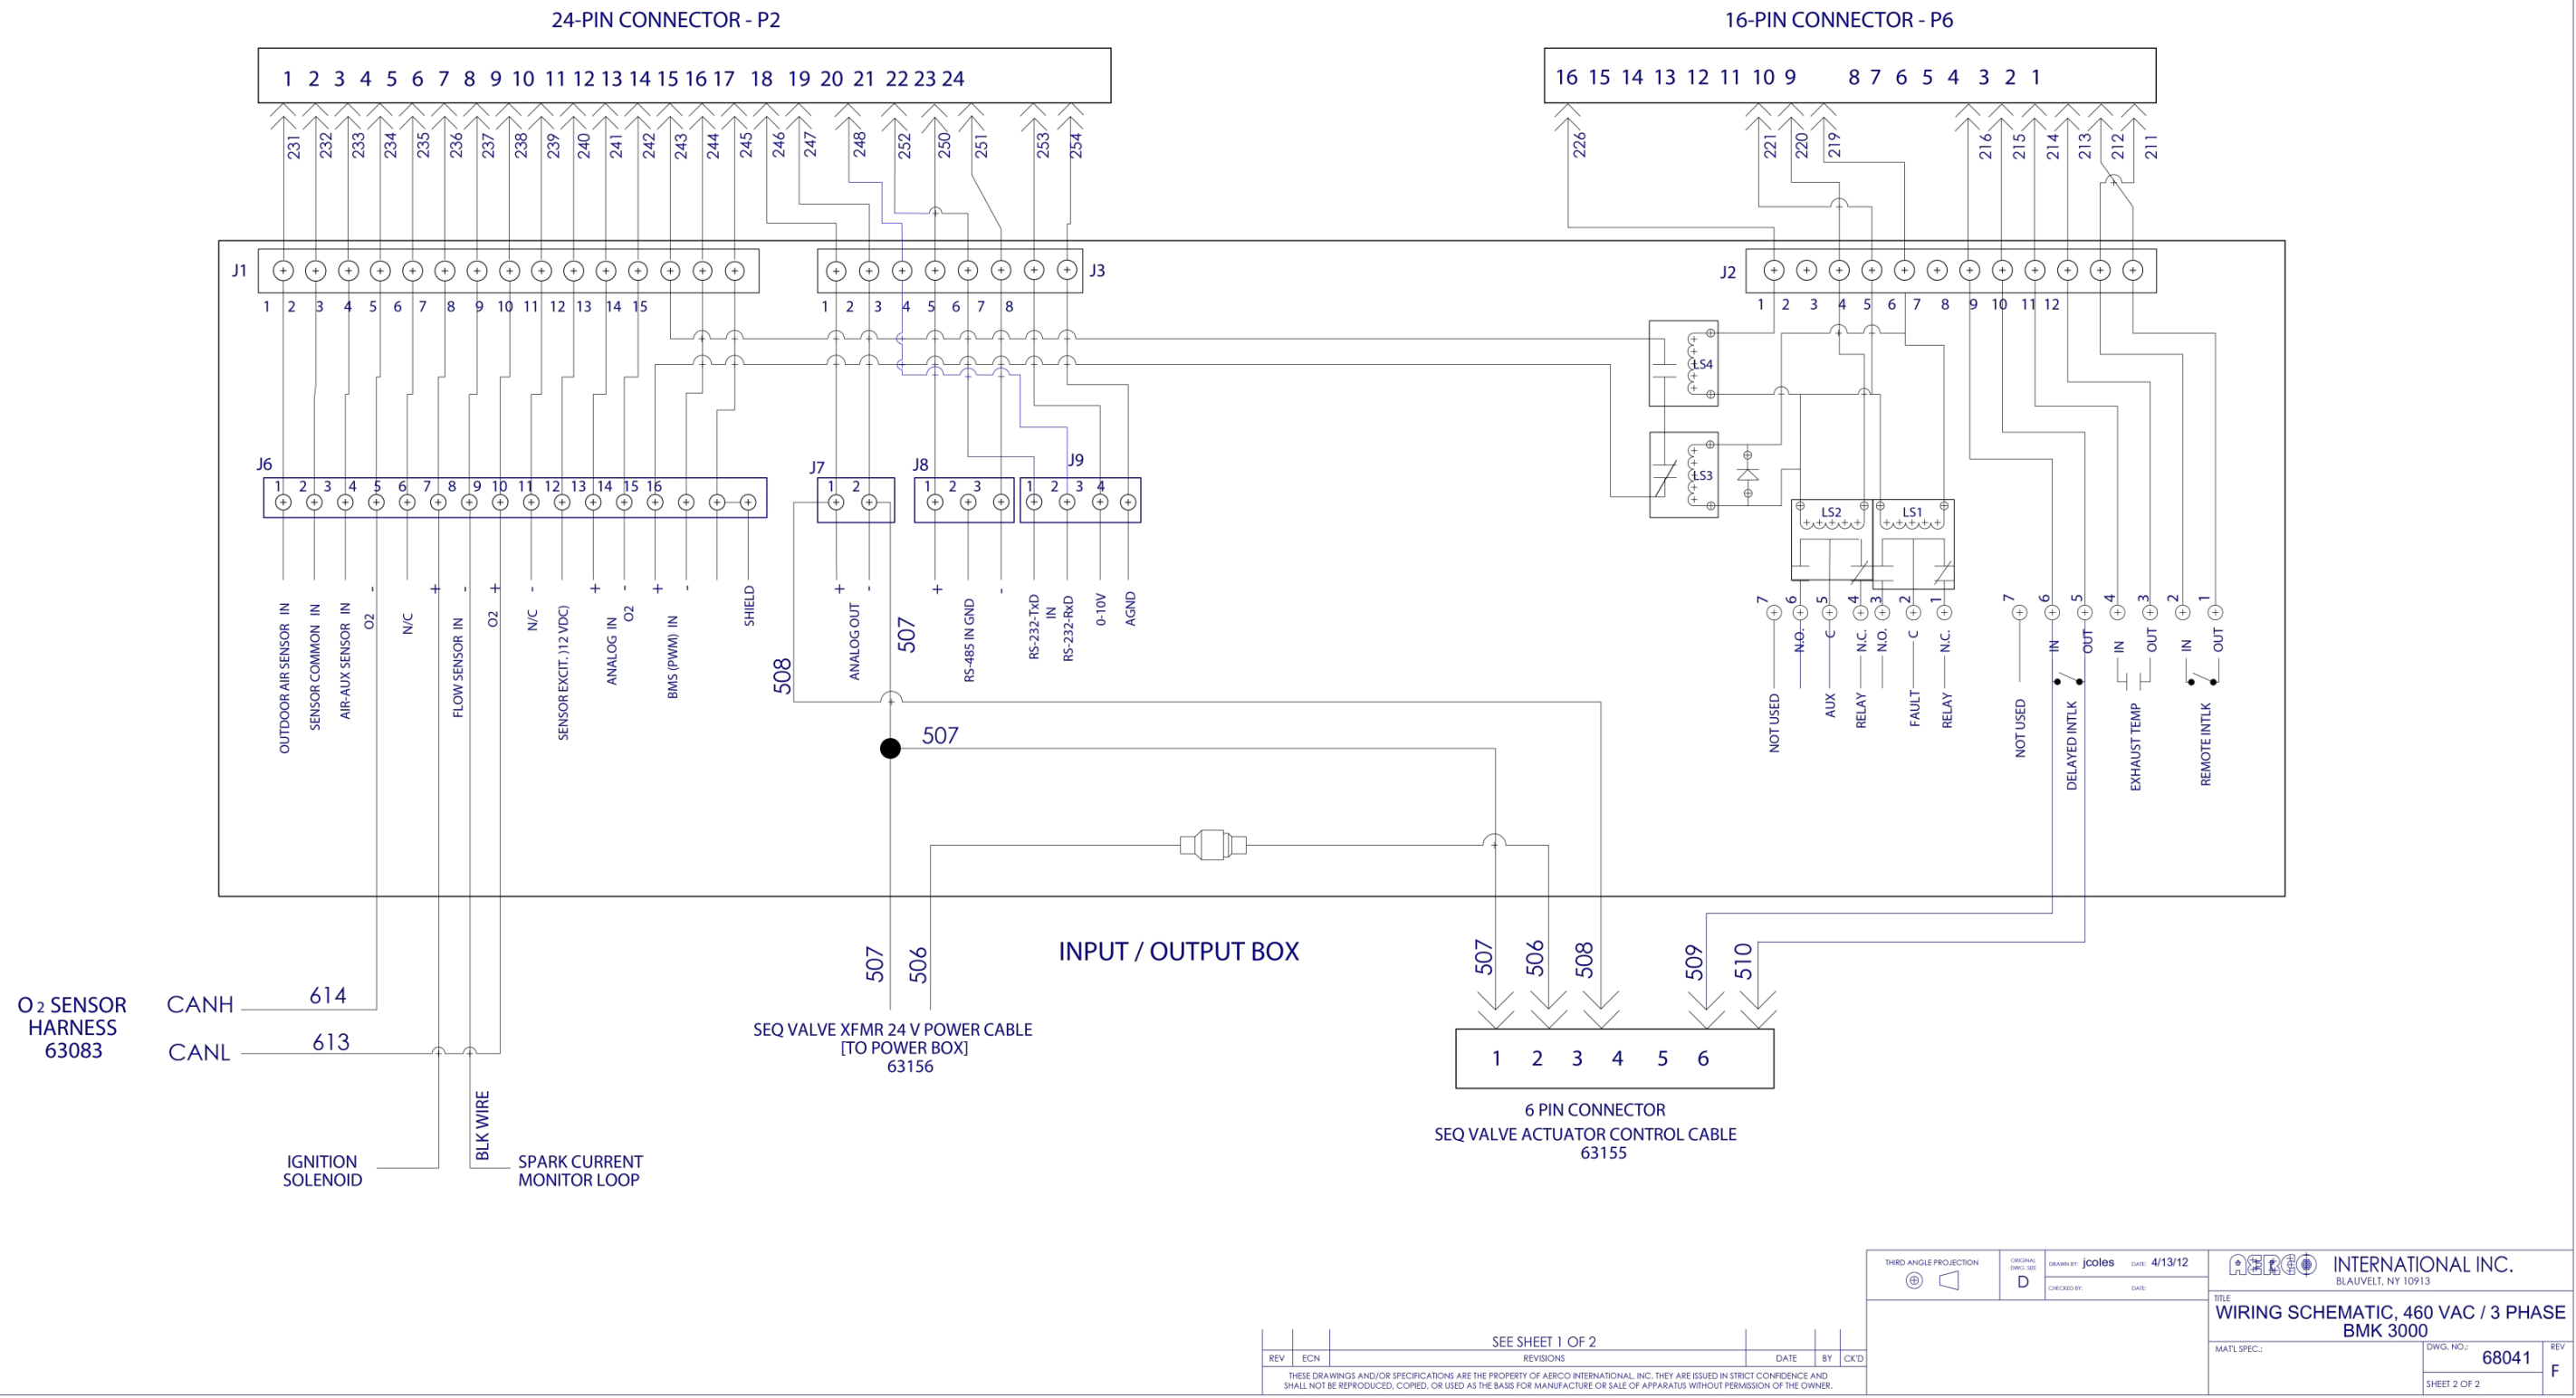 24-PIN CONNECTOR - P2
16-PIN CONNECTOR - P6
1 2 3 4 5 6 7 8 9 10 11 12 13 14 15 16 17 18 19 20 21 22 23 24
16 15 14 13 12 11 10 9 8 7 6 5 4 3 2 1
231 232 233 234 235 236 237 238 239 240 241 242 243 244 245 246 247 248 252 250 251 253 254
226 221 220 219 216 215 214 213 212 211
J1
J3
J2
1 2 3 4 5 6 7 8 9 10 11 12 13 14 15
1 2 3 4 5 6 7 8
1 2 3 4 5 6 7 8 9 10 11 12
LS4
LS3
LS2
LS1
J6
J7
J8
J9
1 2 3 4 5 6 7 8 9 10 11 12 13 14 15 16
1 2
1 2 3
1 2 3 4
OUTDOOR AIR SENSOR IN
SENSOR COMMON IN
AIR-AUX SENSOR IN
O2 -
N/C
+
FLOW SENSOR IN
-
O2 +
N/C -
SENSOR EXCIT. )12 VDC)
+
ANALOG IN
-
O2
+
BMS (PWM) IN
-
SHIELD
+
ANALOG OUT
-
507
508
+
RS-485 IN GND
-
RS-232-TxD
IN
RS-232-RxD
0-10V
AGND
7 6 5 4 3 2 1
7 6 5 4 3 2 1
N.O. C N.C. N.O. C N.C.
IN OUT IN OUT IN OUT
NOT USED
AUX
RELAY
FAULT
RELAY
NOT USED
DELAYED INTLK
EXHAUST TEMP
REMOTE INTLK
507
INPUT / OUTPUT BOX
507
506
507
506
508
509
510
O2 SENSOR
HARNESS
63083
CANH
614
CANL
613
SEQ VALVE XFMR 24 V POWER CABLE
[TO POWER BOX]
63156
1 2 3 4 5 6
6 PIN CONNECTOR
SEQ VALVE ACTUATOR CONTROL CABLE
63155
BLK WIRE
IGNITION
SOLENOID
SPARK CURRENT
MONITOR LOOP
THIRD ANGLE PROJECTION
ORIGINAL
DWG. SIZE
D
DRAWN BY: jcoles DATE: 4/13/12
CHECKED BY: DATE:
AERCO INTERNATIONAL INC.
BLAUVELT, NY 10913
TITLE
WIRING SCHEMATIC, 460 VAC / 3 PHASE
BMK 3000
MAT'L SPEC.:
DWG. NO.:
68041
REV
F
SHEET 2 OF 2
SEE SHEET 1 OF 2
REV ECN REVISIONS DATE BY CK'D
THESE DRAWINGS AND/OR SPECIFICATIONS ARE THE PROPERTY OF AERCO INTERNATIONAL, INC. THEY ARE ISSUED IN STRICT CONFIDENCE AND
SHALL NOT BE REPRODUCED, COPIED, OR USED AS THE BASIS FOR MANUFACTURE OR SALE OF APPARATUS WITHOUT PERMISSION OF THE OWNER.